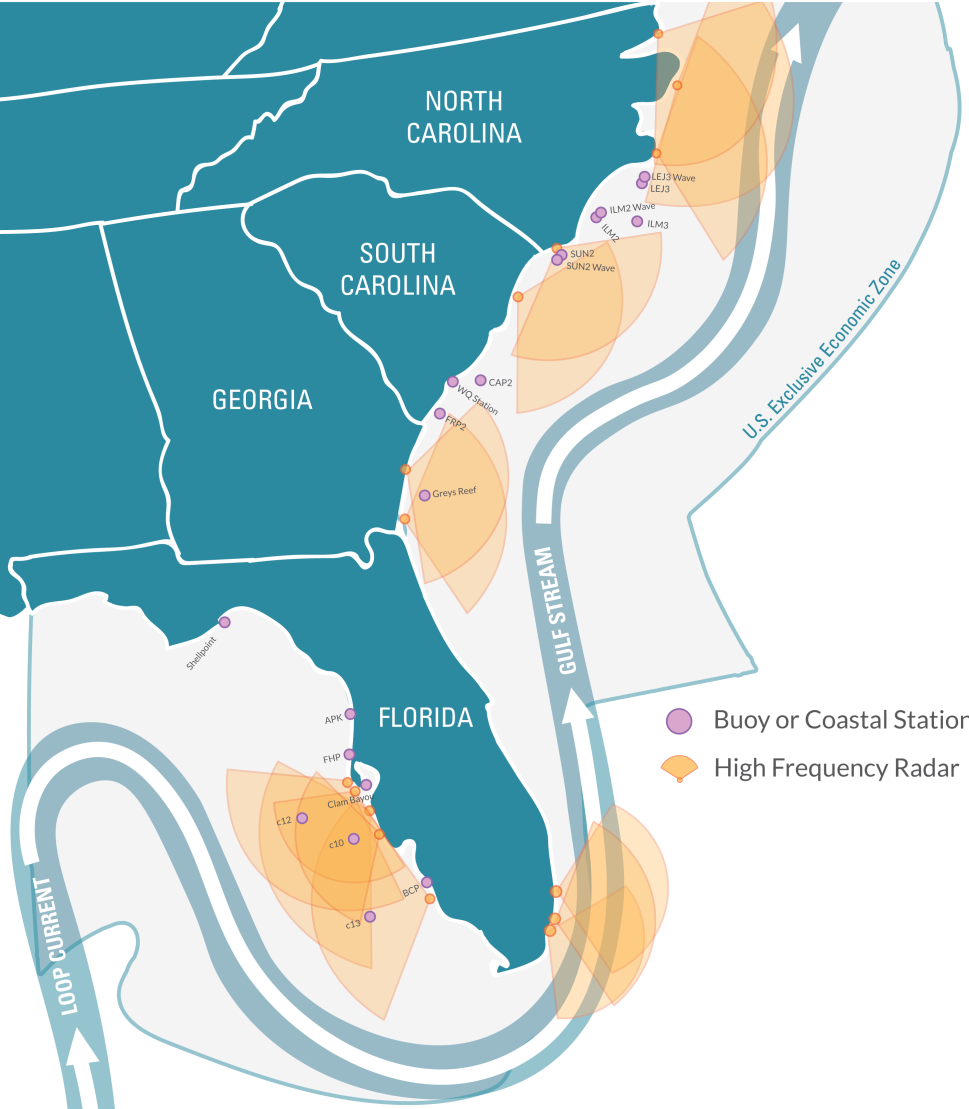 NORTH
CAROLINA
LEJ3 Wave
LEJ3
ILM2 Wave
ILM2
ILM3
SOUTH
CAROLINA
SUN2
SUN2 Wave
U.S. Exclusive Economic Zone
GEORGIA
CAP2
WQ Station
FRP2
Greys Reef
GULF STREAM
Shellpoint
APK
FLORIDA
Buoy or Coastal Station
FHP
High Frequency Radar
Clam Bayou
c12
c10
BCP
c13
LOOP CURRENT